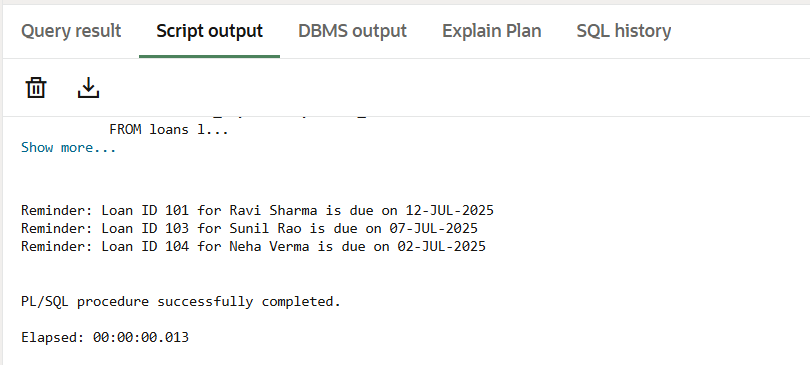 Query result Script output DBMS output Explain Plan SQL history
FROM loans l...
Show more...
Reminder: Loan ID 101 for Ravi Sharma is due on 12-JUL-2025
Reminder: Loan ID 103 for Sunil Rao is due on 07-JUL-2025
Reminder: Loan ID 104 for Neha Verma is due on 02-JUL-2025
PL/SQL procedure successfully completed.
Elapsed: 00:00:00.013